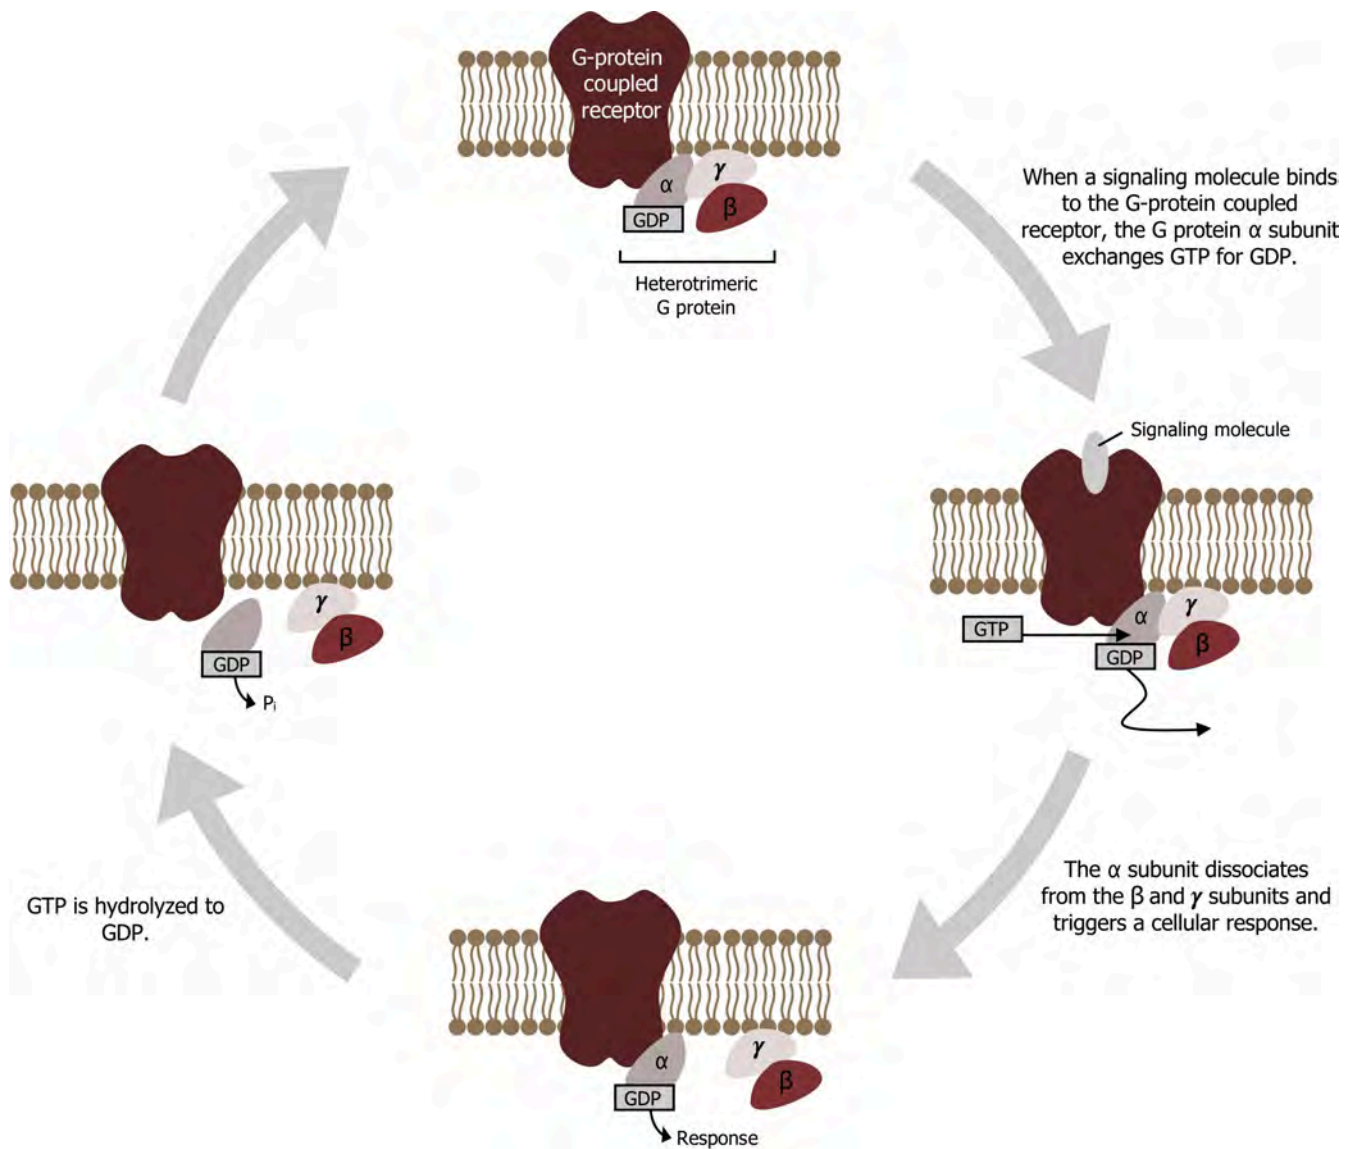 G-protein
coupled
receptor
α
γ
β
GDP
Heterotrimeric
G protein
When a signaling molecule binds
to the G-protein coupled
receptor, the G protein α subunit
exchanges GTP for GDP.
Signaling molecule
GTP
α
γ
β
GDP
The α subunit dissociates
from the β and γ subunits and
triggers a cellular response.
α
γ
β
GDP
Response
GTP is hydrolyzed to
GDP.
γ
β
GDP
Pi